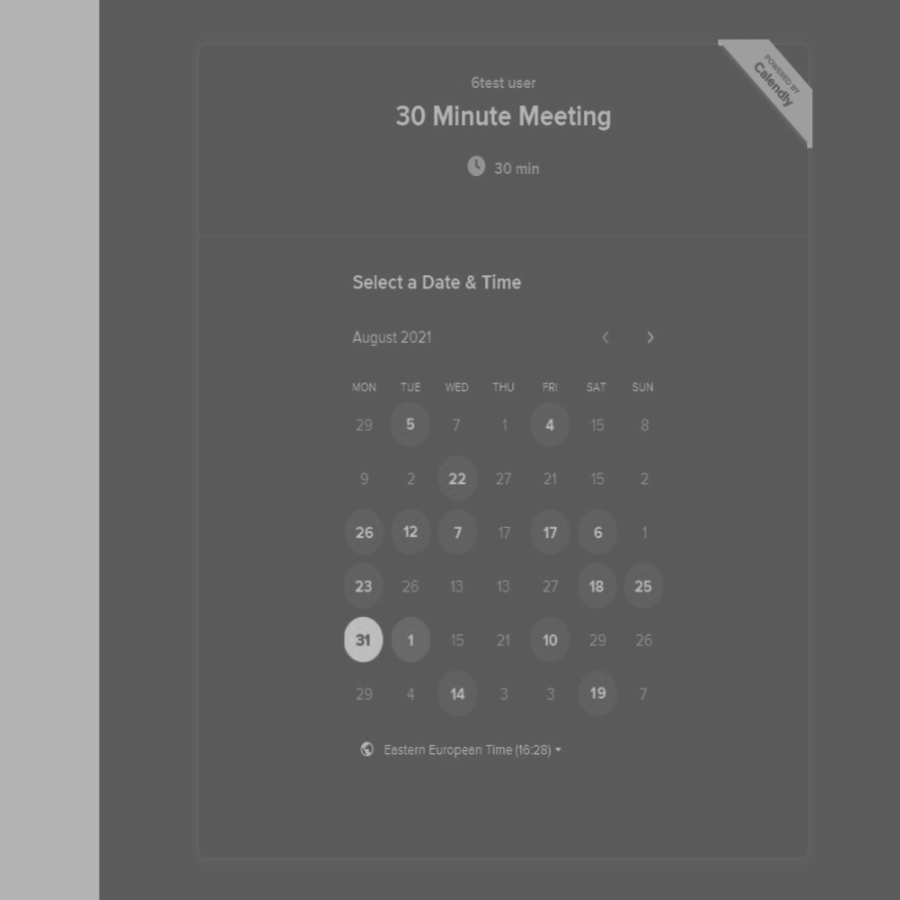 POWERED BY
Calendly
6test user
30 Minute Meeting
30 min
Select a Date & Time
August 2021
MON TUE WED THU FRI SAT SUN
29 5 7 1 4 15 8
9 2 22 27 21 15 2
26 12 7 17 17 6 1
23 26 13 13 27 18 25
31 1 15 21 10 29 26
29 4 14 3 3 19 7
Eastern European Time (16:28)